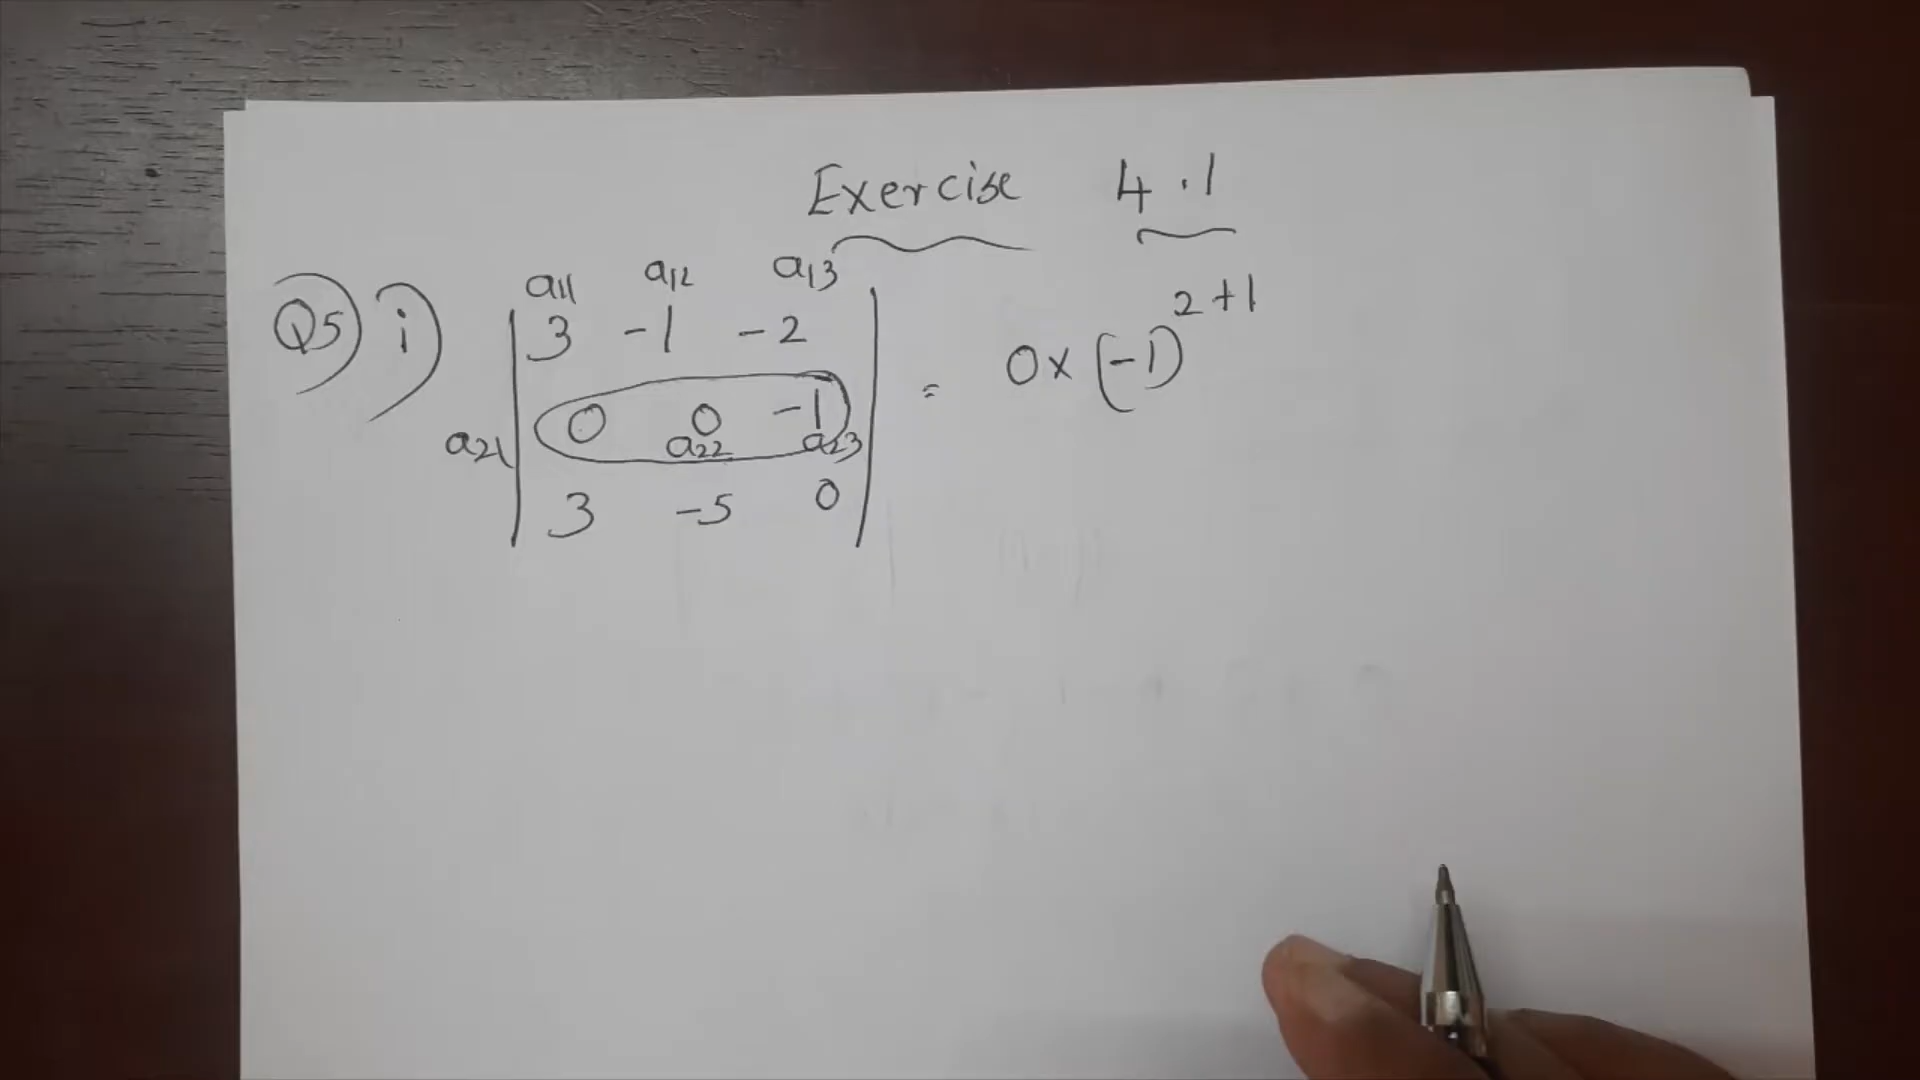 Exercise 4.1
a11 a12 a13
Q5) i) | 3 -1 -2 | = 0 × (-1)^2+1
0 0 -1
a21 a22 a23
3 -5 0